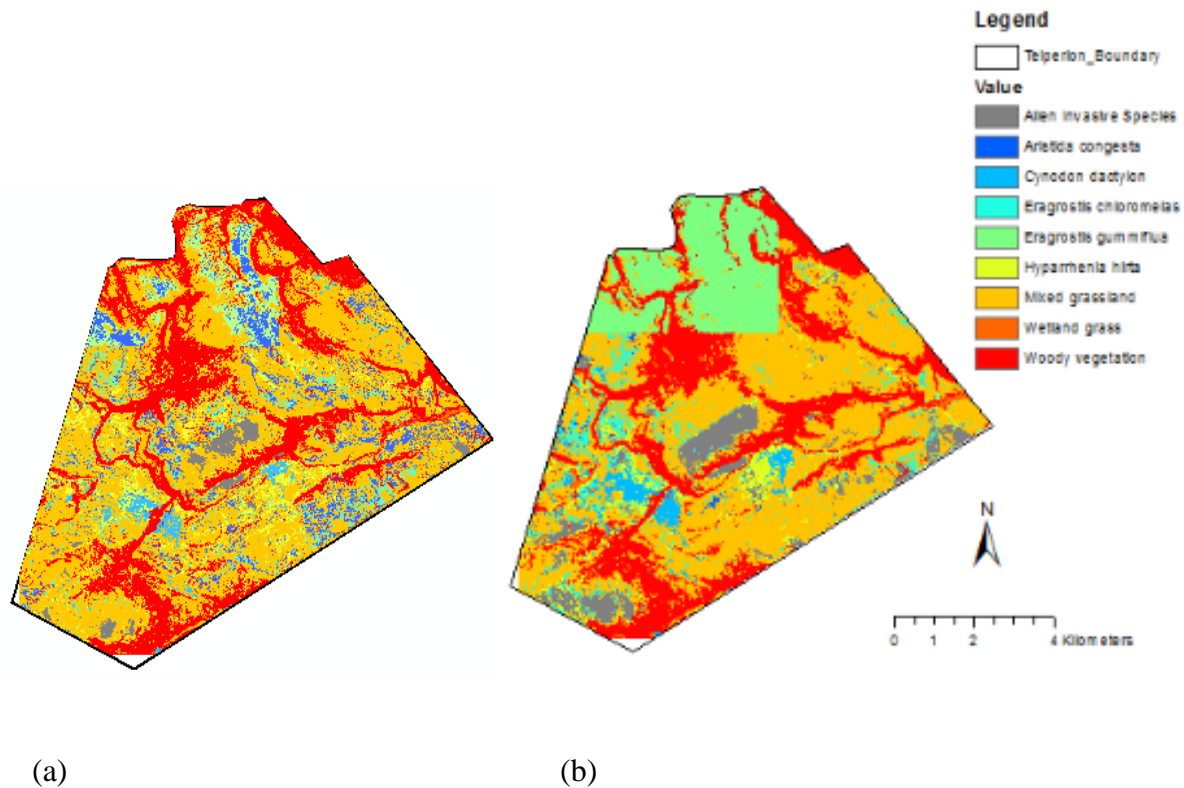 Legend
Telperion_Boundary
Value
Alien Invasive Species
Aristida congesta
Cynodon dactylon
Eragrostis chloromelas
Eragrostis gummiflua
Hyparrhenia hirta
Mixed grassland
Wetland grass
Woody vegetation
N
0 1 2 4 Kilometers
(a) (b)